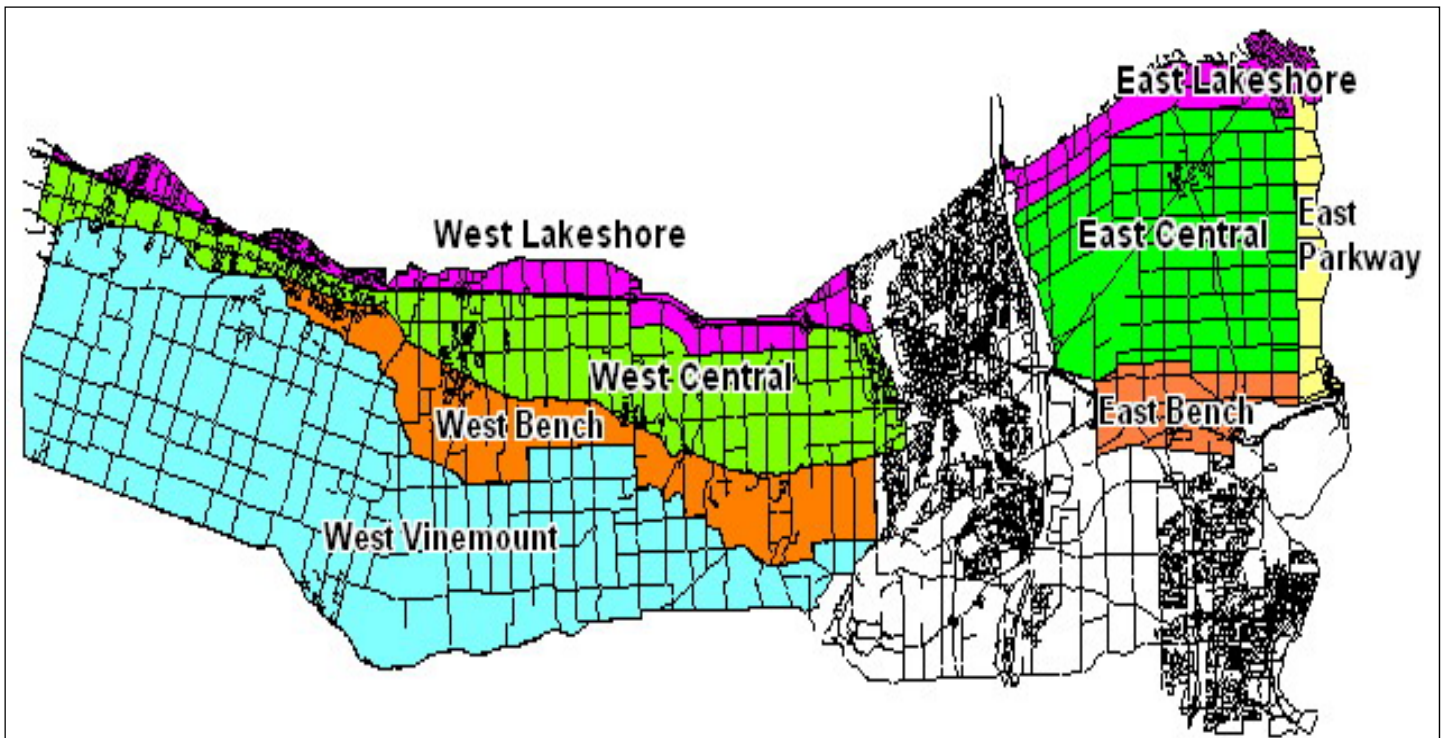 East Lakeshore
West Lakeshore
East
Parkway
East Central
West Central
East Bench
West Bench
West Vinemount